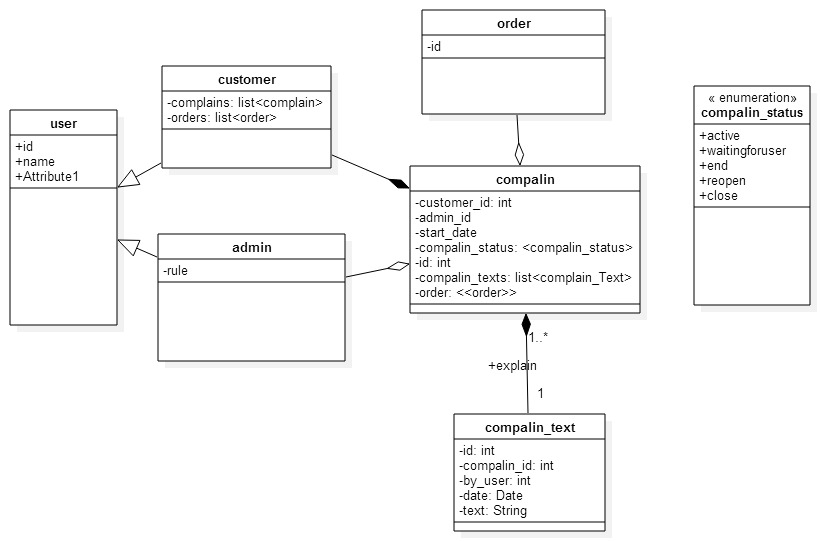 order
-id
customer
-complains: list<complain>
-orders: list<order>
user
+id
+name
+Attribute1
« enumeration»
compalin_status
+active
+waitingforuser
+end
+reopen
+close
compalin
-customer_id: int
-admin_id
-start_date
-compalin_status: <compalin_status>
-id: int
-compalin_texts: list<complain_Text>
-order: <<order>>
admin
-rule
1..*
+explain
1
compalin_text
-id: int
-compalin_id: int
-by_user: int
-date: Date
-text: String